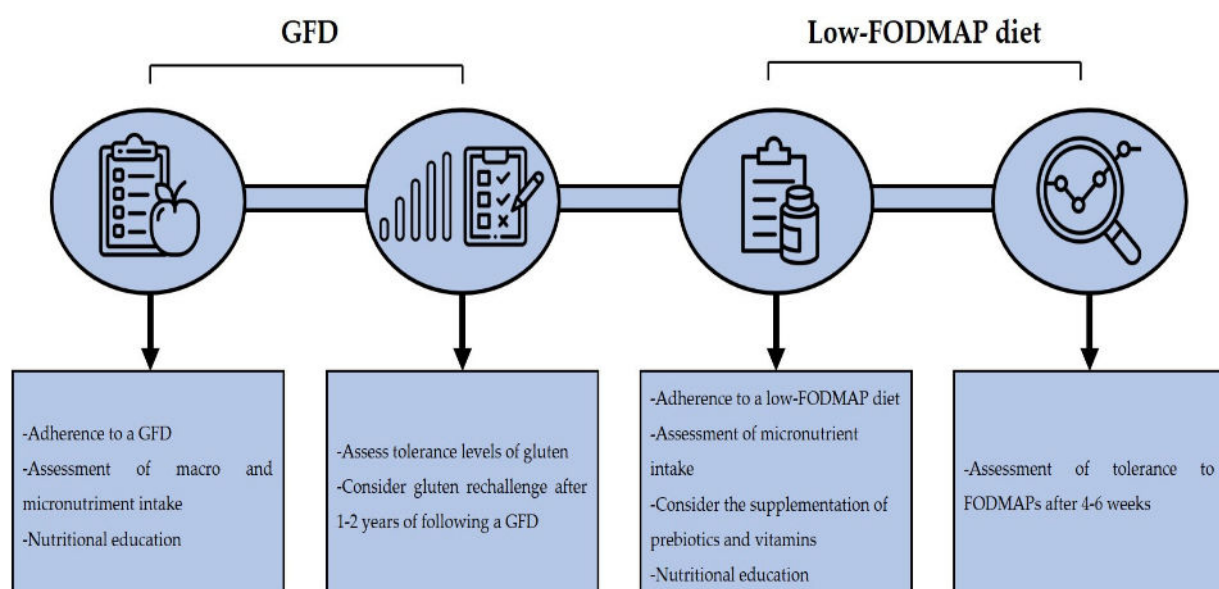 GFD
Low-FODMAP diet
-Adherence to a GFD
-Assessment of macro and
micronutriment intake
-Nutritional education
-Assess tolerance levels of gluten
-Consider gluten rechallenge after
1-2 years of following a GFD
-Adherence to a low-FODMAP diet
-Assessment of micronutrient
intake
-Consider the supplementation of
prebiotics and vitamins
-Nutritional education
-Assessment of tolerance to
FODMAPs after 4-6 weeks